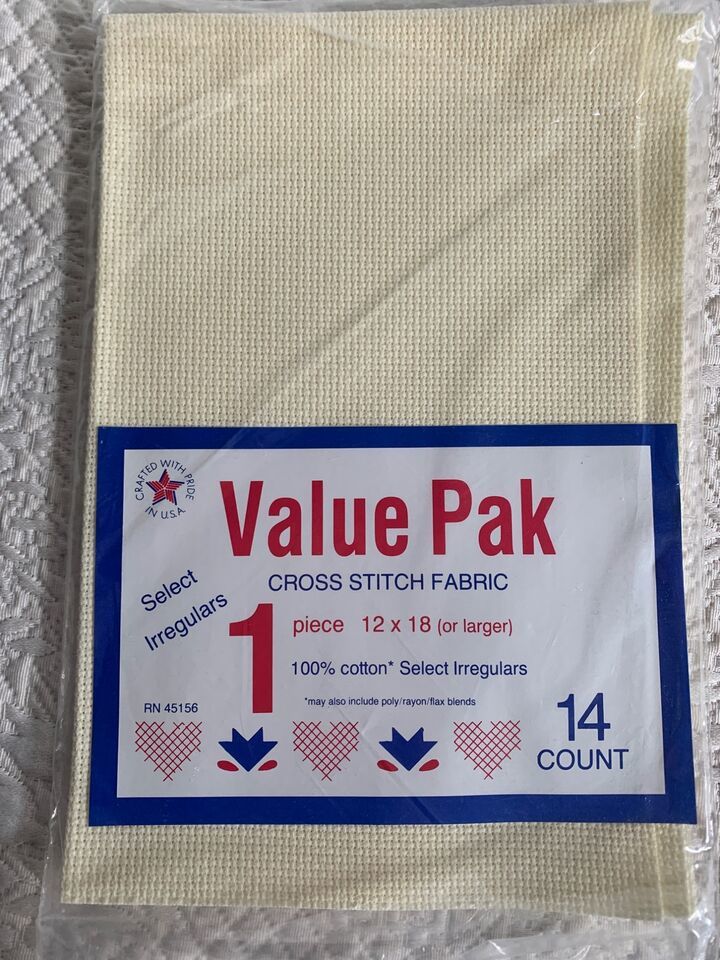 CRAFTED WITH PRIDE
IN U.S.A.
Value Pak
CROSS STITCH FABRIC
Select
Irregulars
1
piece 12 x 18 (or larger)
100% cotton* Select Irregulars
*may also include poly/rayon/flax blends
RN 45156
14
COUNT